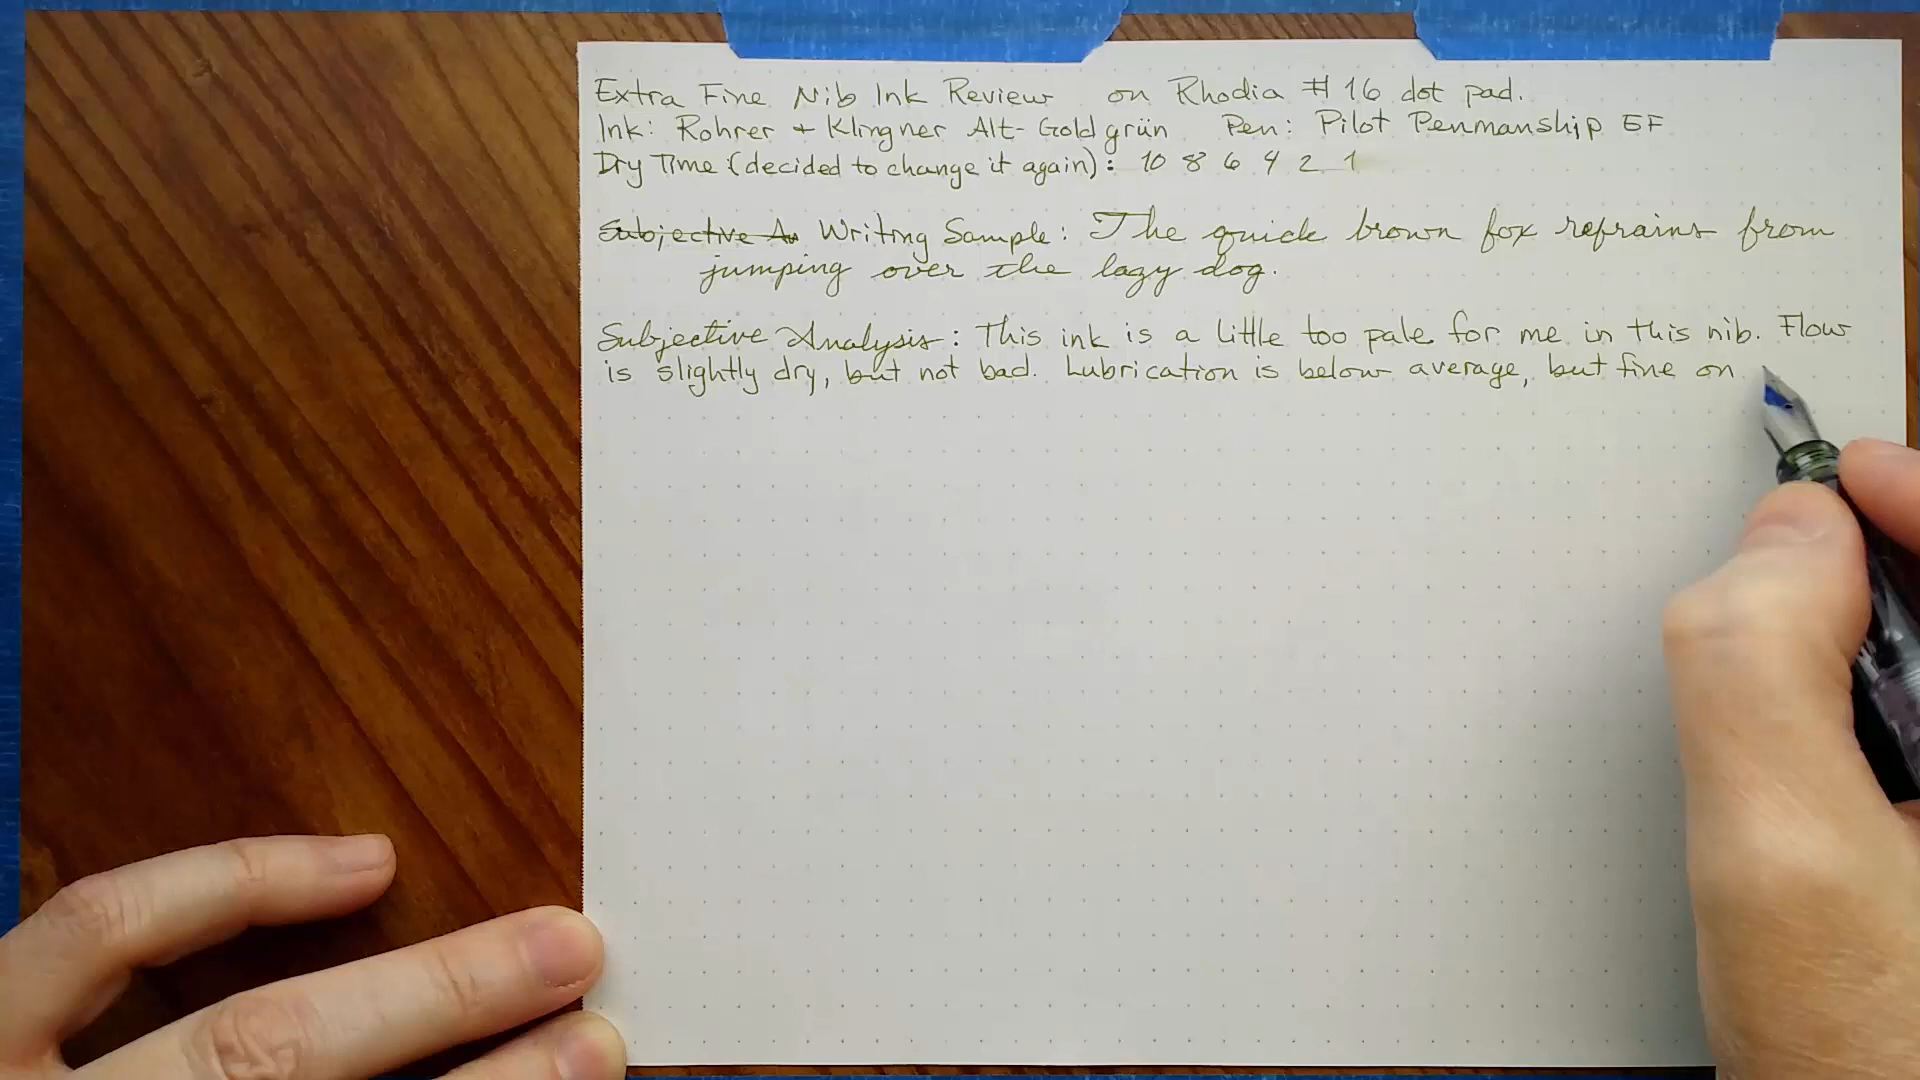 Extra Fine Nib Ink Review on Rhodia #16 dot pad.
Ink: Rohrer + Klingner Alt-Goldgrün Pen: Pilot Penmanship EF
Dry Time (decided to change it again): 10 8 6 4 2 1
Subjective An Writing Sample: The quick brown fox refrains from
jumping over the lazy dog.
Subjective Analysis: This ink is a little too pale for me in this nib. Flow
is slightly dry, but not bad. Lubrication is below average, but fine on